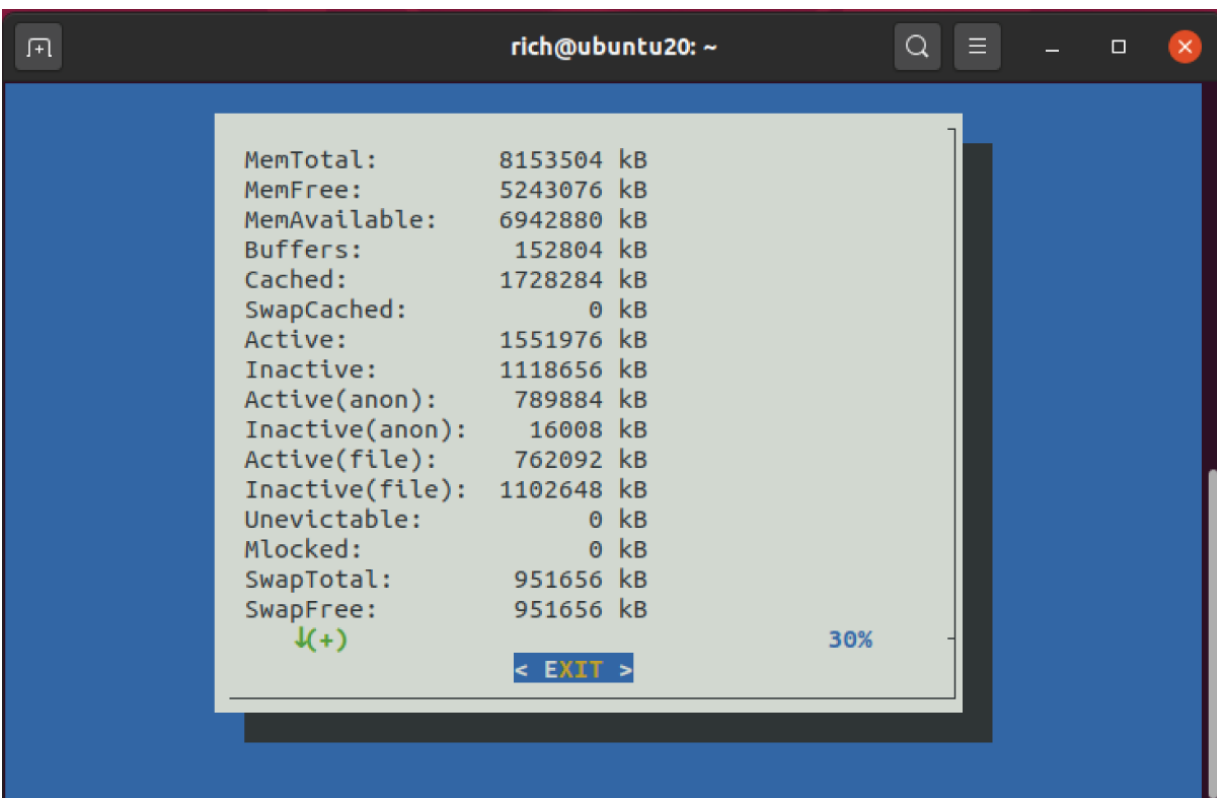 rich@ubuntu20: ~
MemTotal: 8153504 kB
MemFree: 5243076 kB
MemAvailable: 6942880 kB
Buffers: 152804 kB
Cached: 1728284 kB
SwapCached: 0 kB
Active: 1551976 kB
Inactive: 1118656 kB
Active(anon): 789884 kB
Inactive(anon): 16008 kB
Active(file): 762092 kB
Inactive(file): 1102648 kB
Unevictable: 0 kB
Mlocked: 0 kB
SwapTotal: 951656 kB
SwapFree: 951656 kB
↓(+) 30%
< EXIT >